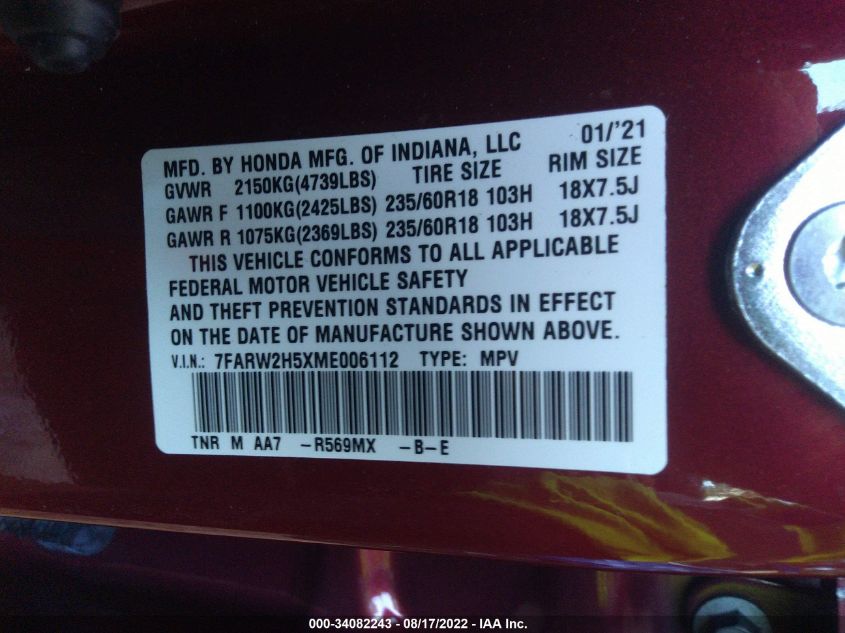 MFD. BY HONDA MFG. OF INDIANA, LLC 01/'21
GVWR 2150KG(4739LBS) TIRE SIZE RIM SIZE
GAWR F 1100KG(2425LBS) 235/60R18 103H 18X7.5J
GAWR R 1075KG(2369LBS) 235/60R18 103H 18X7.5J
THIS VEHICLE CONFORMS TO ALL APPLICABLE
FEDERAL MOTOR VEHICLE SAFETY
AND THEFT PREVENTION STANDARDS IN EFFECT
ON THE DATE OF MANUFACTURE SHOWN ABOVE.
V.I.N.: 7FARW2H5XME006112 TYPE: MPV
TNR M AA7 -R569MX -B-E
000-34082243 - 08/17/2022 - IAA Inc.